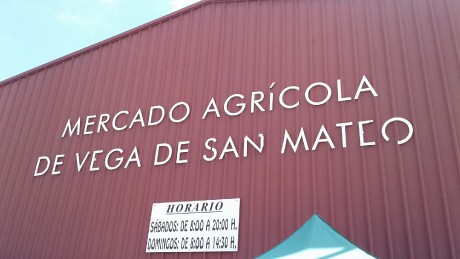 MERCADO AGRÍCOLA
DE VEGA DE SAN MATEO
HORARIO
SÁBADOS: DE 8:00 A 20:00 H.
DOMINGOS: DE 8:00 A 14:30 H.